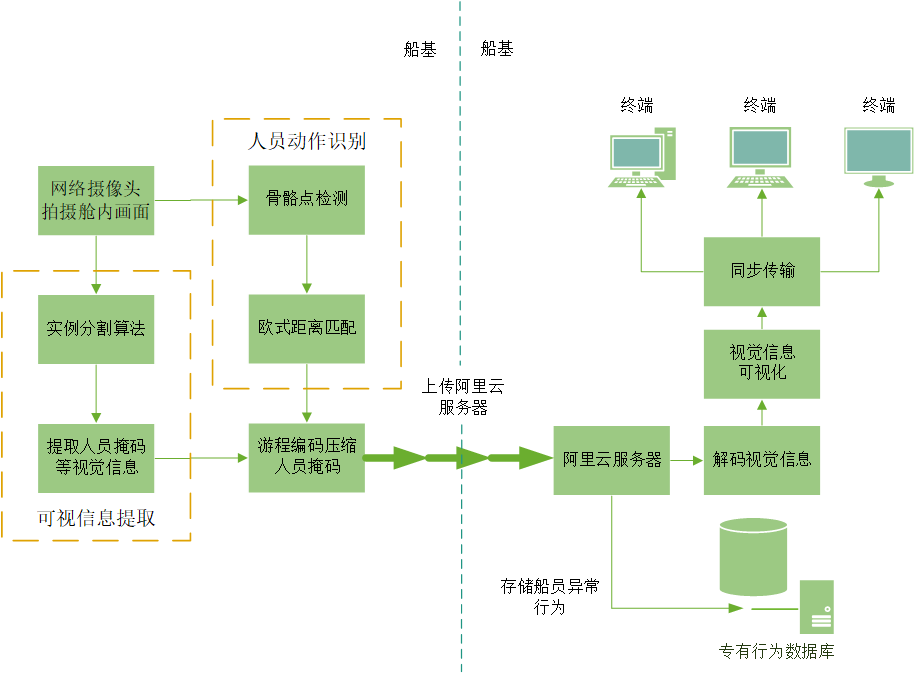 船基
船基
终端
终端
终端
人员动作识别
网络摄像头
拍摄舱内画面
骨骼点检测
同步传输
实例分割算法
欧式距离匹配
视觉信息
可视化
上传阿里云
服务器
提取人员掩码
等视觉信息
游程编码压缩
人员掩码
阿里云服务器
解码视觉信息
可视信息提取
存储船员异常
行为
专有行为数据库